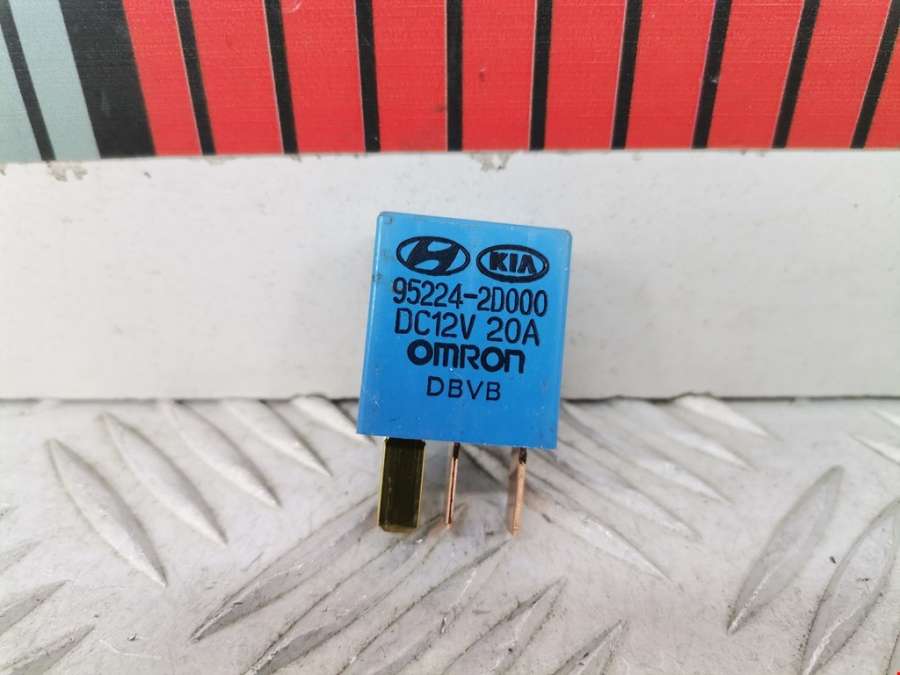 KIA
95224-2D000
DC12V 20A
OMRON
DBVB